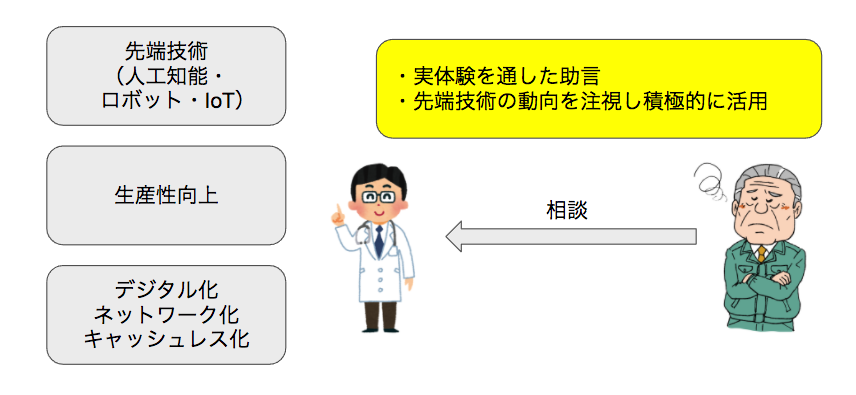 先端技術
（人工知能・
ロボット・IoT）
・実体験を通した助言
・先端技術の動向を注視し積極的に活用
生産性向上
相談
デジタル化
ネットワーク化
キャッシュレス化